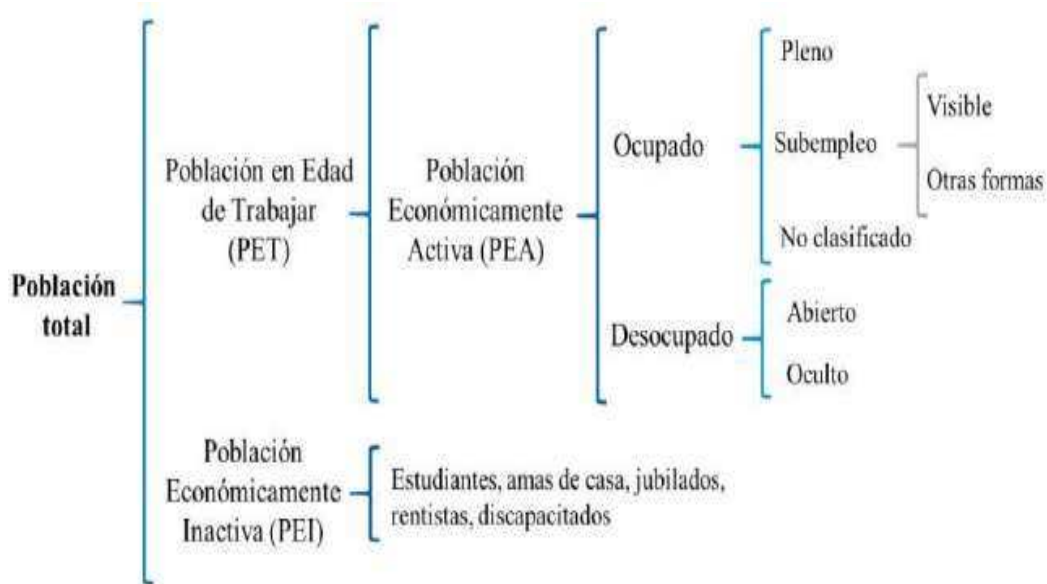 Población
total
Población en Edad
de Trabajar
(PET)
Población
Económicamente
Activa (PEA)
Ocupado
Pleno
Subempleo
Visible
Otras formas
No clasificado
Desocupado
Abierto
Oculto
Población
Económicamente
Inactiva (PEI)
Estudiantes, amas de casa, jubilados,
rentistas, discapacitados